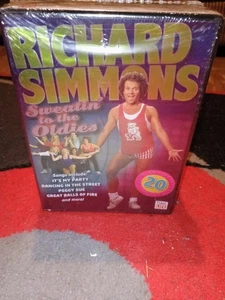 RICHARD
SIMMONS
Sweatin'
to the
Oldies
Songs Include
IT'S MY PARTY
DANCING IN THE STREET
PEGGY SUE
GREAT BALLS OF FIRE
and more!
20